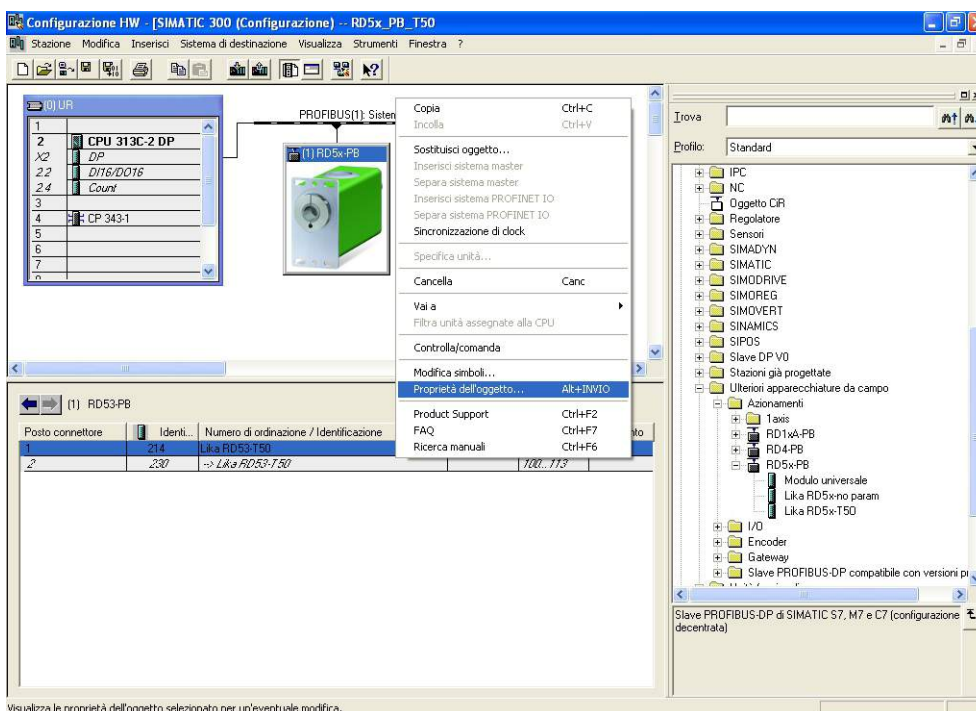 Configurazione HW - [SIMATIC 300 (Configurazione) -- RD5x_PB_T50
Stazione Modifica Inserisci Sistema di destinazione Visualizza Strumenti Finestra ?
(0) UR
1
2 CPU 313C-2 DP
X2 DP
2.2 DI16/DO16
2.4 Count
3
4 CP 343-1
5
6
7
PROFIBUS(1): Sisten
(1) RD5x-PB
Copia Ctrl+C
Incolla Ctrl+V
Sostituisci oggetto...
Inserisci sistema master
Separa sistema master
Inserisci sistema PROFINET IO
Separa sistema PROFINET IO
Sincronizzazione di clock
Specifica unità...
Cancella Canc
Vai a
Filtra unità assegnate alla CPU
Controlla/comanda
Modifica simboli...
Proprietà dell'oggetto... Alt+INVIO
Product Support Ctrl+F2
FAQ Ctrl+F7
Ricerca manuali Ctrl+F6
(1) RD53-PB
Posto connettore Identi... Numero di ordinazione / Identificazione nto
1 214 Lika RD53-T50
2 230 -> Lika RD53-T50 100..113
Trova
Profilo: Standard
IPC
NC
Oggetto CiR
Regolatore
Sensori
SIMADYN
SIMATIC
SIMODRIVE
SIMOREG
SIMOVERT
SINAMICS
SIPOS
Slave DP V0
Stazioni già progettate
Ulteriori apparecchiature da campo
Azionamenti
1axis
RD1xA-PB
RD4-PB
RD5x-PB
Modulo universale
Lika RD5x-no param
Lika RD5x-T50
I/O
Encoder
Gateway
Slave PROFIBUS-DP compatibile con versioni pr
Slave PROFIBUS-DP di SIMATIC S7, M7 e C7 (configurazione
decentrata)
Visualizza le proprietà dell'oggetto selezionato per un'eventuale modifica.